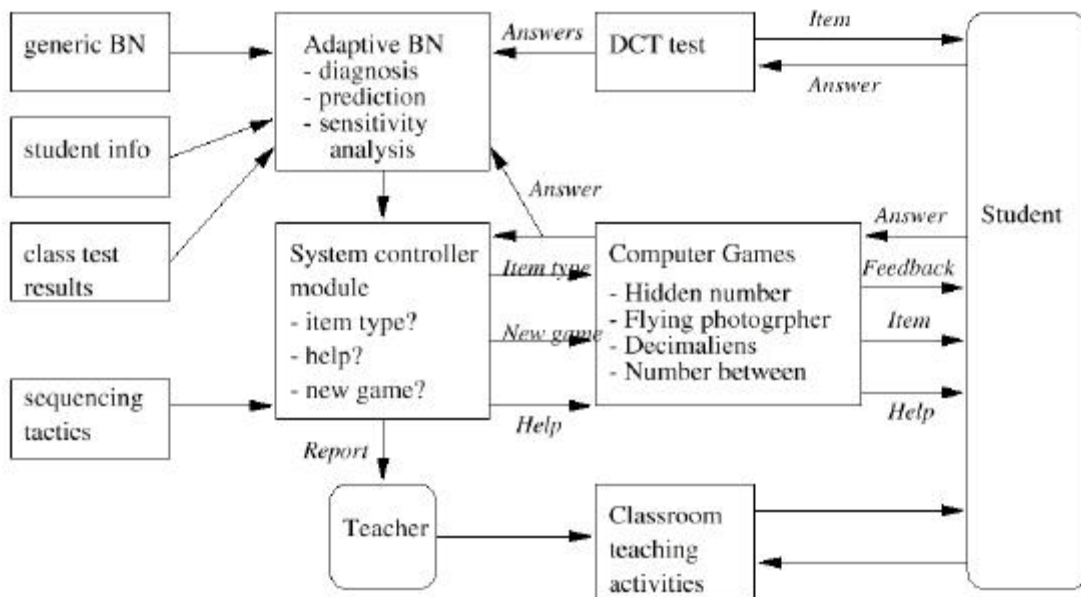 generic BN
student info
class test
results
sequencing
tactics
Adaptive BN
- diagnosis
- prediction
- sensitivity
analysis
Answers
DCT test
Item
Answer
Student
Answer
System controller
module
- item type?
- help?
- new game?
Item type
New game
Help
Computer Games
- Hidden number
- Flying photogrpher
- Decimaliens
- Number between
Answer
Feedback
Item
Help
Report
Teacher
Classroom
teaching
activities